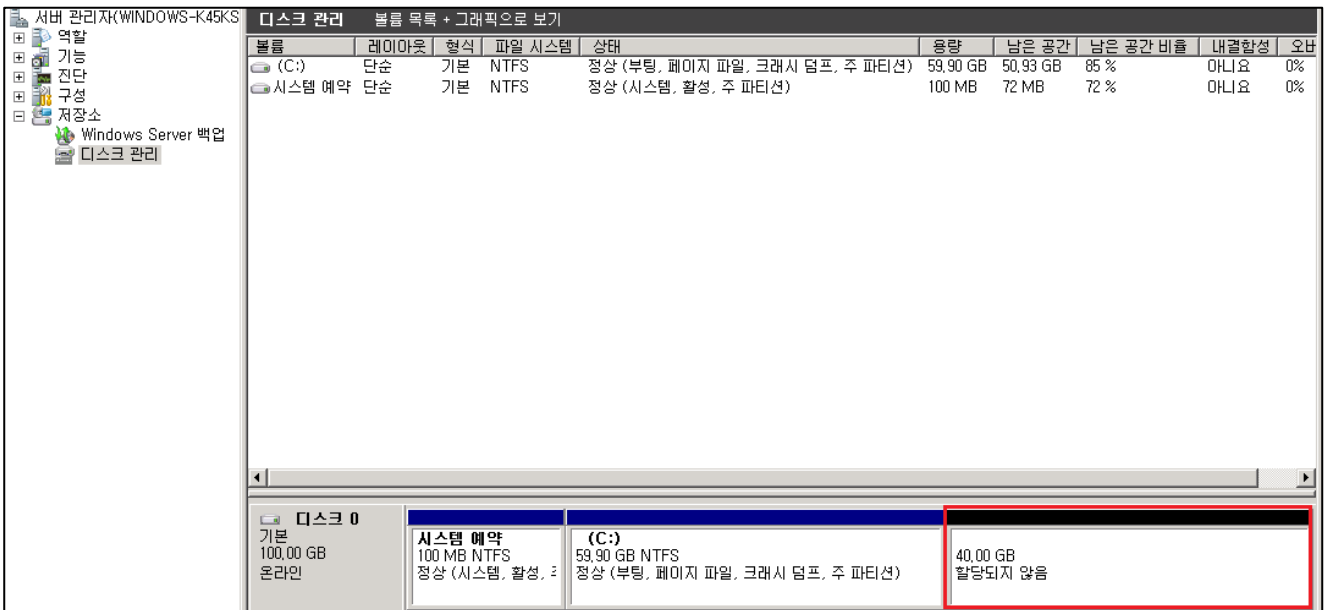 서버 관리자(WINDOWS-K45KS
역할
기능
진단
구성
저장소
Windows Server 백업
디스크 관리
디스크 관리 볼륨 목록 + 그래픽으로 보기
볼륨 레이아웃 형식 파일 시스템 상태 용량 남은 공간 남은 공간 비율 내결함성 오버
(C:) 단순 기본 NTFS 정상 (부팅, 페이지 파일, 크래시 덤프, 주 파티션) 59,90 GB 50,93 GB 85 % 아니요 0%
시스템 예약 단순 기본 NTFS 정상 (시스템, 활성, 주 파티션) 100 MB 72 MB 72 % 아니요 0%
디스크 0
기본
100,00 GB
온라인
시스템 예약
100 MB NTFS
정상 (시스템, 활성,
(C:)
59,90 GB NTFS
정상 (부팅, 페이지 파일, 크래시 덤프, 주 파티션)
40,00 GB
할당되지 않음